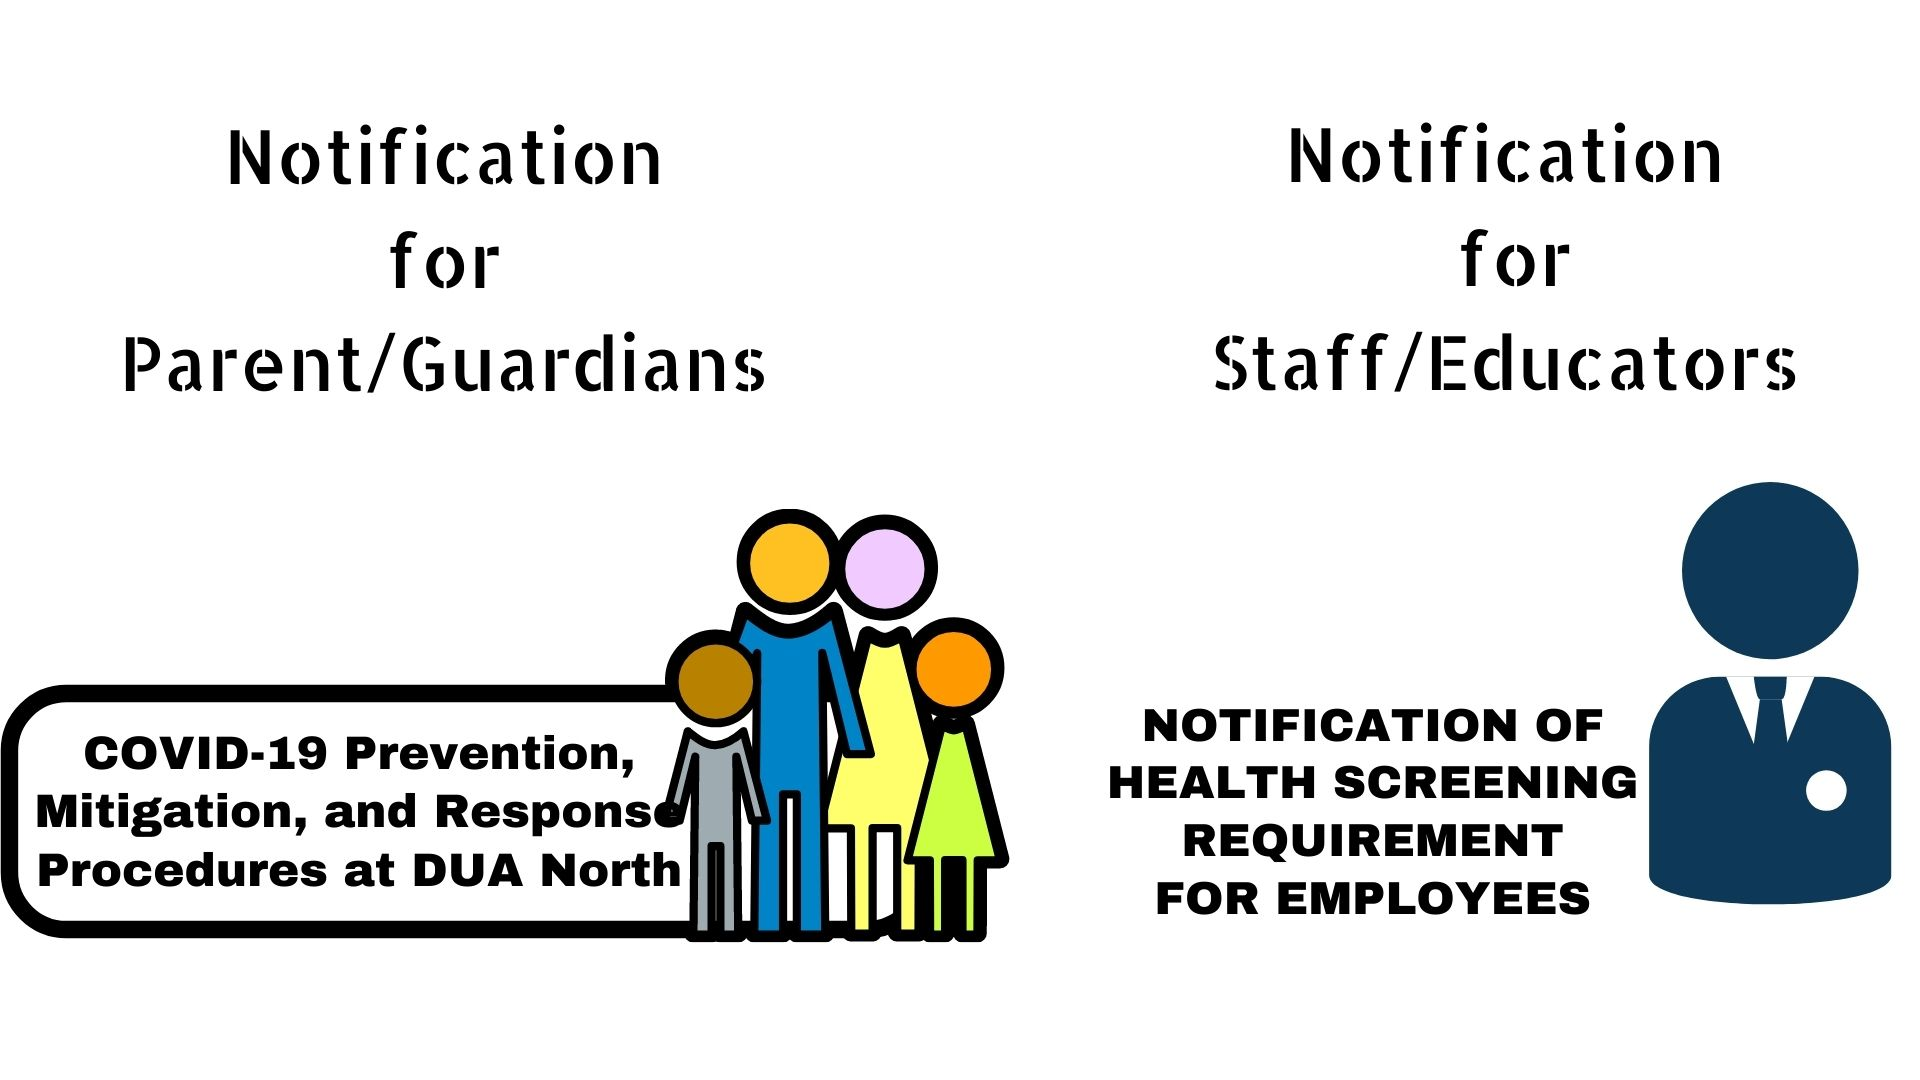 Notification
for
Parent/Guardians
COVID-19 Prevention,
Mitigation, and Response
Procedures at DUA North
Notification
for
Staff/Educators
NOTIFICATION OF
HEALTH SCREENING
REQUIREMENT
FOR EMPLOYEES